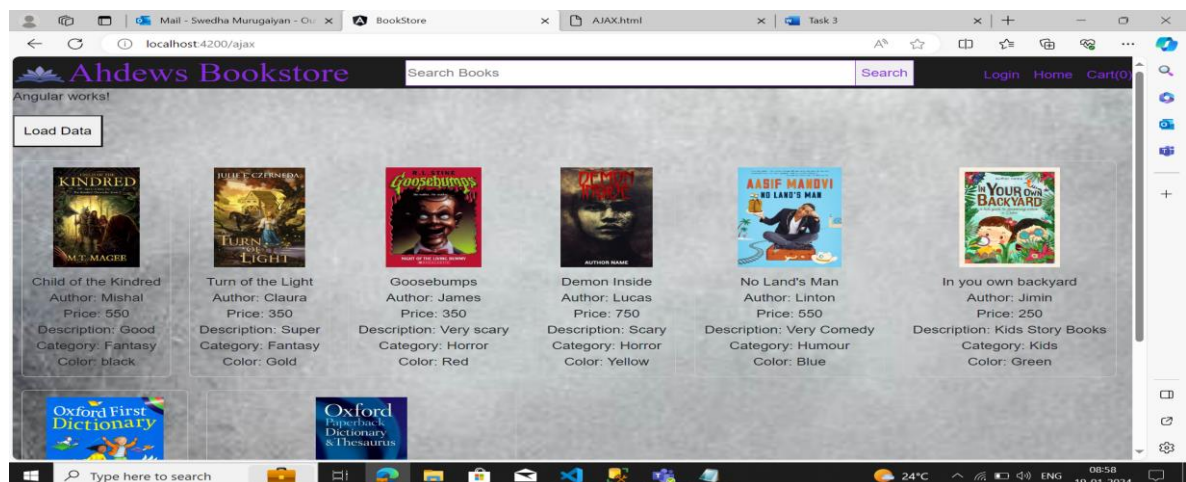 Mail - Swedha Murugaiyan - Ou
BookStore
AJAX.html
Task 3
localhost:4200/ajax
Ahdews Bookstore
Search Books
Search
Login Home Cart(0)
Angular works!
Load Data
KINDRED
M.T. MAGEE
JULIE E. CZERNEDA
TURN OF LIGHT
R.L. STINE
Goosebumps
DEMON INSIDE
AUTHOR NAME
AASIF MANDVI
NO LAND'S MAN
IN YOUR OWN BACKYARD
Child of the Kindred
Author: Mishal
Price: 550
Description: Good
Category: Fantasy
Color: black
Turn of the Light
Author: Claura
Price: 350
Description: Super
Category: Fantasy
Color: Gold
Goosebumps
Author: James
Price: 350
Description: Very scary
Category: Horror
Color: Red
Demon Inside
Author: Lucas
Price: 750
Description: Scary
Category: Horror
Color: Yellow
No Land's Man
Author: Linton
Price: 550
Description: Very Comedy
Category: Humour
Color: Blue
In you own backyard
Author: Jimin
Price: 250
Description: Kids Story Books
Category: Kids
Color: Green
Oxford First
Dictionary
Oxford
Paperback
Dictionary
& Thesaurus
Type here to search
24°C
ENG
08:58
19-01-2024